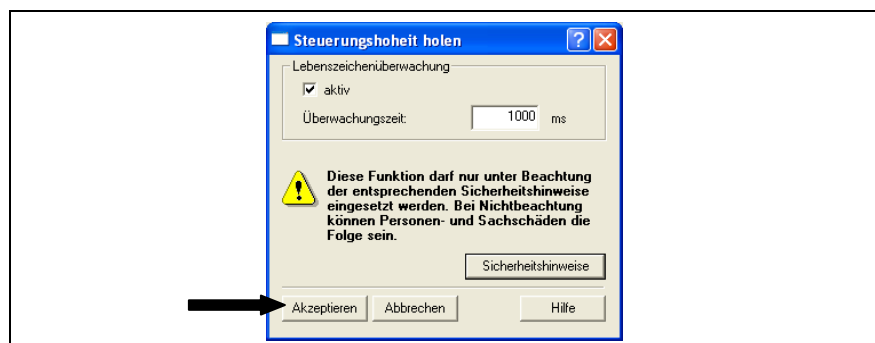 Steuerungshoheit holen
Lebenszeichenüberwachung
aktiv
Überwachungszeit: 1000 ms
Diese Funktion darf nur unter Beachtung
der entsprechenden Sicherheitshinweise
eingesetzt werden. Bei Nichtbeachtung
können Personen- und Sachschäden die
Folge sein.
Sicherheitshinweise
Akzeptieren Abbrechen Hilfe